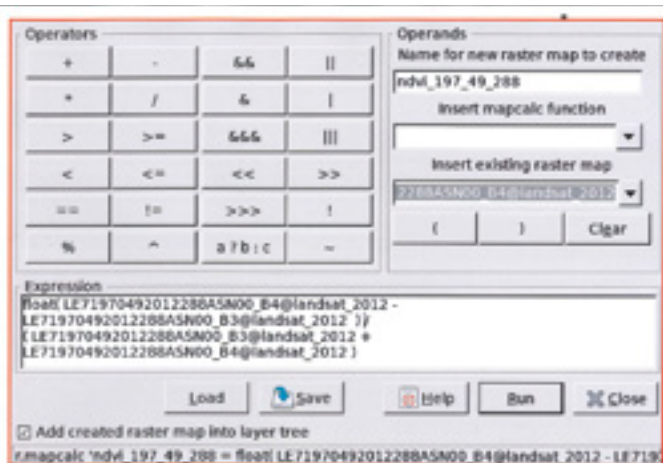 Operators
+ - && ||
* / & |
> >= &&& |||
< <= << >>
== != >>> !
% ^ a?b:c ~
Operands
Name for new raster map to create
ndvi_197_49_288
Insert mapcalc function
Insert existing raster map
2288ASN00_B4@landsat_2012
( ) Clear
Expression
float( LE71970492012288ASN00_B4@landsat_2012 -
LE71970492012288ASN00_B3@landsat_2012 )/
( LE71970492012288ASN00_B3@landsat_2012 +
LE71970492012288ASN00_B4@landsat_2012 )
Load Save Help Run Close
Add created raster map into layer tree
r.mapcalc 'ndvi_197_49_288 = float( LE71970492012288ASN00_B4@landsat_2012 - LE7197